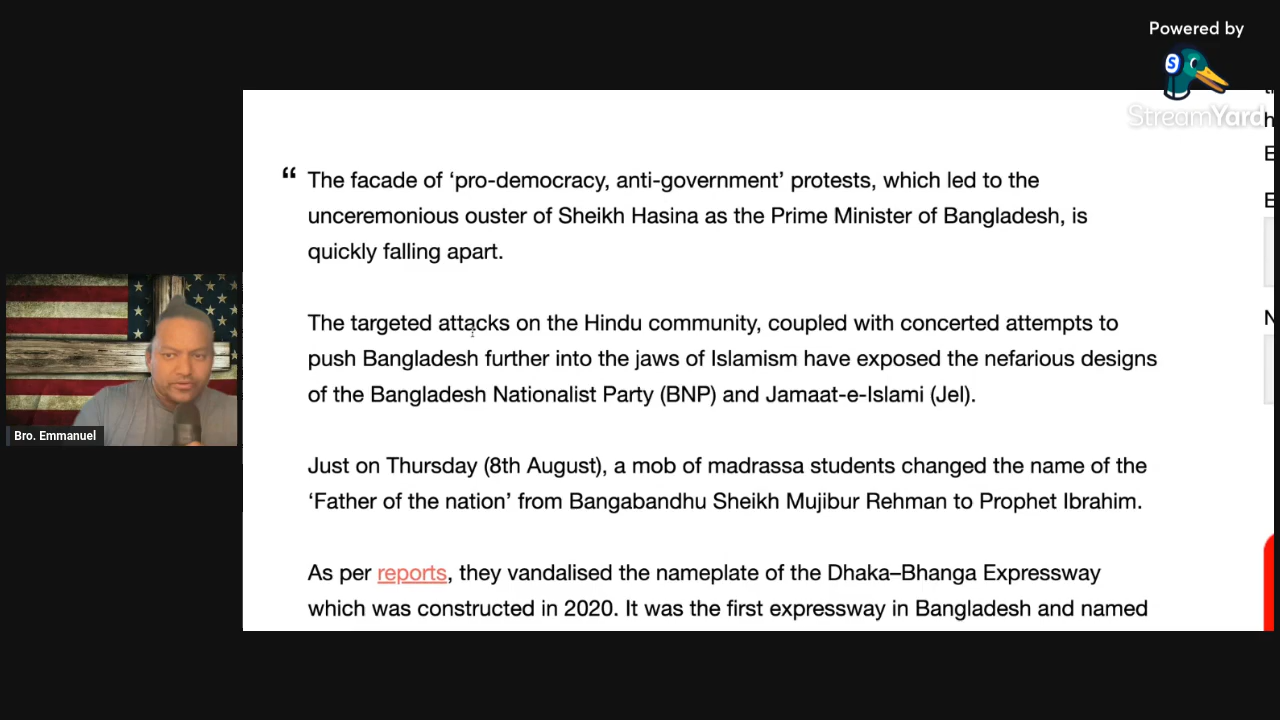 Powered by
S
StreamYard
“ The facade of ‘pro-democracy, anti-government’ protests, which led to the
unceremonious ouster of Sheikh Hasina as the Prime Minister of Bangladesh, is
quickly falling apart.
The targeted attacks on the Hindu community, coupled with concerted attempts to
push Bangladesh further into the jaws of Islamism have exposed the nefarious designs
of the Bangladesh Nationalist Party (BNP) and Jamaat-e-Islami (JeI).
Just on Thursday (8th August), a mob of madrassa students changed the name of the
‘Father of the nation’ from Bangabandhu Sheikh Mujibur Rehman to Prophet Ibrahim.
As per reports, they vandalised the nameplate of the Dhaka–Bhanga Expressway
which was constructed in 2020. It was the first expressway in Bangladesh and named
Bro. Emmanuel